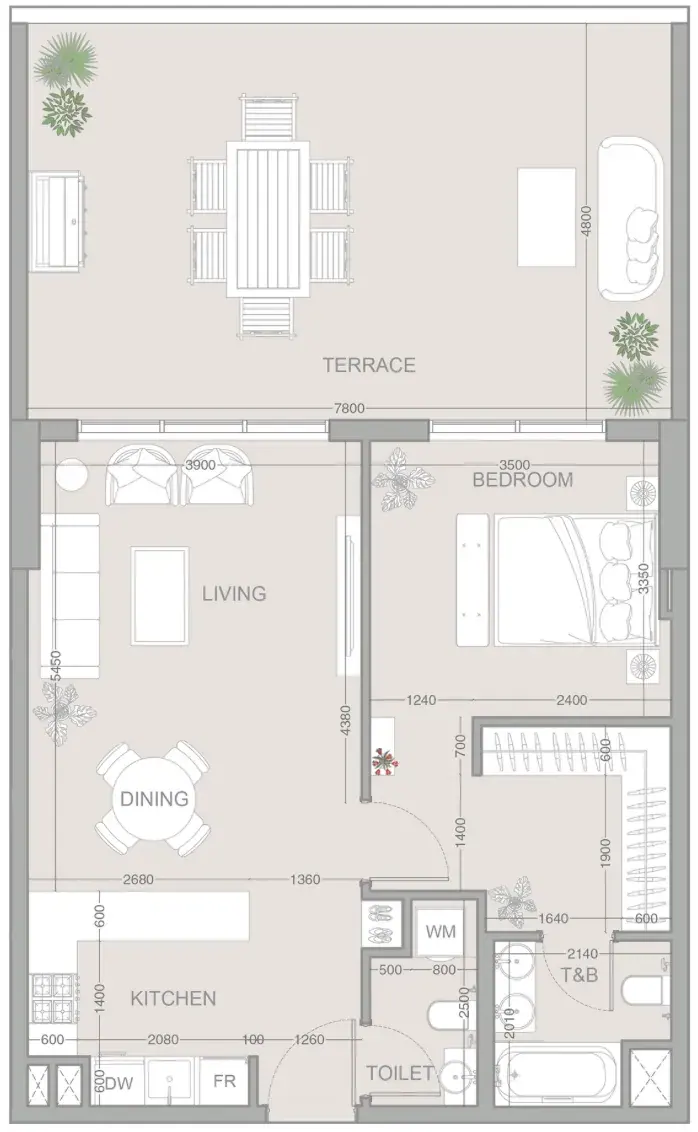 4800
TERRACE
7800
3900
3500
BEDROOM
3350
LIVING
5450
4380
1240
2400
700
600
DINING
1400
1900
2680
1360
600
1640
600
WM
2140
500
800
T&B
1400
KITCHEN
2500
2010
600
2080
100
1260
TOILET
600
DW
FR